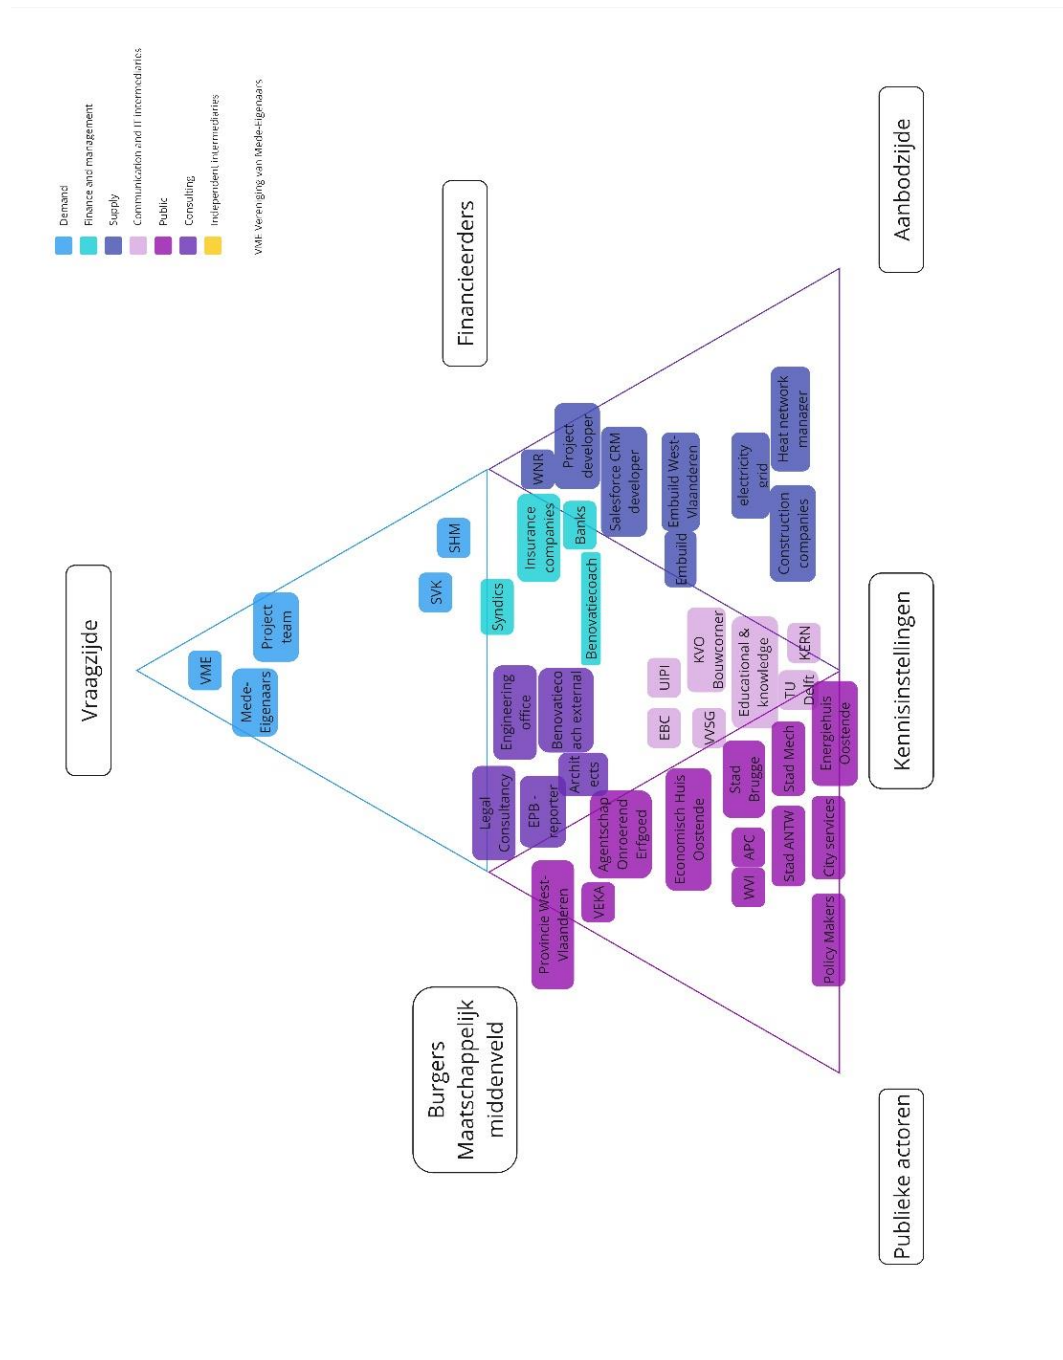 Demand
Finance and management
Supply
Communication and IT intermediaries
Public
Consulting
Independent intermediaries
VME Vereniging van Mede-Eigenaars
Vraagzijde
VME
Mede-
Eigenaars
Project
team
SVK
SHM
Financieerders
Burgers
Maatschappelijk
middenveld
Legal
Consultancy
Engineering
office
Syndics
Insurance
companies
WNR
Project
developer
EPB -
reporter
Benovatieco
ach external
Banks
Benovatiecoach
Archit
ects
Provincie West-
Vlaanderen
VEKA
Agentschap
Onroerend
Erfgoed
Salesforce CRM
developer
Economisch Huis
Oostende
EBC
UIPI
Embuild
Embuild West-
Vlaanderen
VVSG
KVO
Bouwcorner
WVI
APC
Stad
Brugge
Educational &
knowledge
electricity
grid
Stad ANTW
Stad Mech
TU
Delft
KERN
Construction
companies
Heat network
manager
Policy Makers
City services
Energiehuis
Oostende
Publieke actoren
Kennisinstellingen
Aanbodzijde